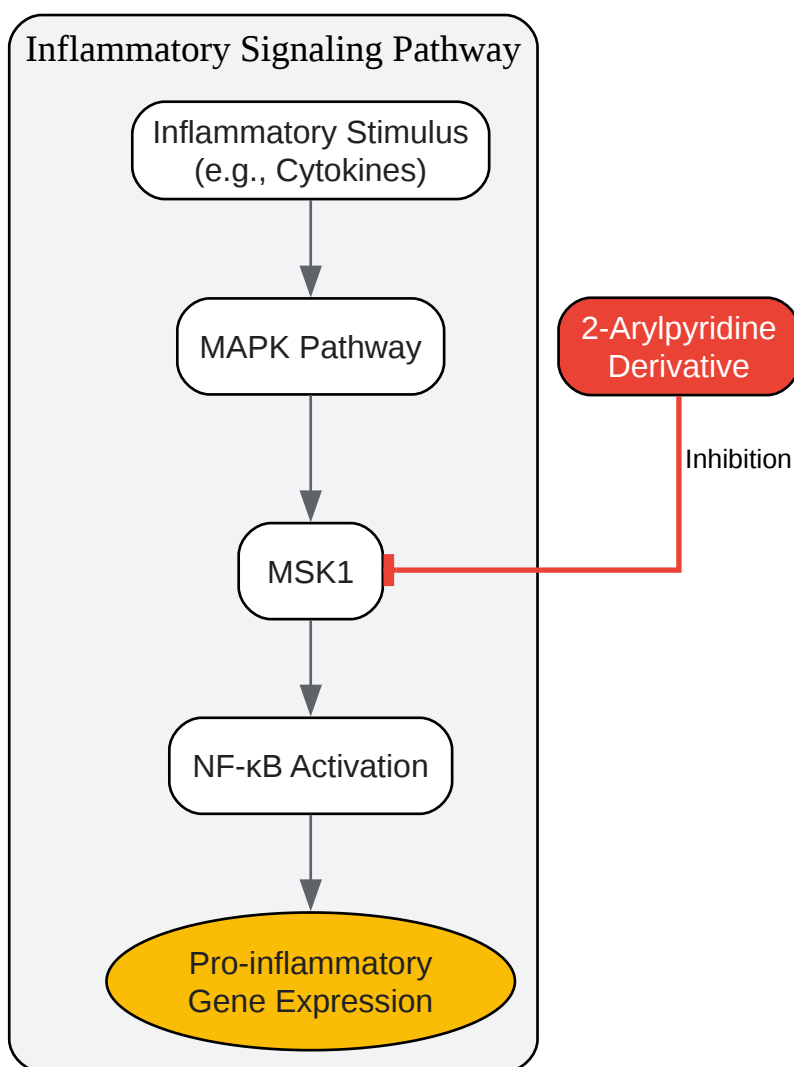 Inflammatory Signaling Pathway
Inflammatory Stimulus
(e.g., Cytokines)
MAPK Pathway
2-Arylpyridine
Derivative
Inhibition
MSK1
NF-κB Activation
Pro-inflammatory
Gene Expression